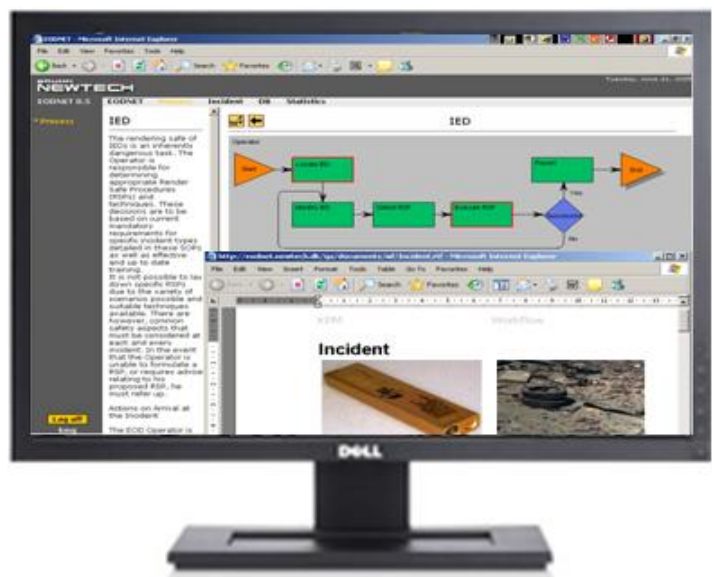 EODNET - Microsoft Internet Explorer
File Edit View Favorites Tools Help
Back Search Favorites
NEWTECH
EODNET 8.5 EODNET Process Incident DB Statistics
Process
IED
The rendering safe of
IEDs is an inherently
dangerous task. The
Operator is
responsible for
determining
appropriate Render
Safe Procedures
(RSPs) and
techniques. These
decisions are to be
based on current
mandatory
requirements for
specific incident types
detailed in these SOPs
as well as effective
and up to date
training.
It is not possible to lay
down specific RSPs
due to the variety of
scenarios possible and
suitable techniques
available. There are
however, common
safety aspects that
must be considered at
each and every
incident. In the event
that the Operator is
unable to formulate a
RSP, or requires advice
relating to his
proposed RSP, he
must refer up.
Actions on Arrival at
the Incident
The EOD Operator is
Log off
IED
Operator
Start
End
Yes
No
File Edit View Insert Format Tools Table Go To Favorites Help
Back Search Favorites
Workflow
Incident
DELL